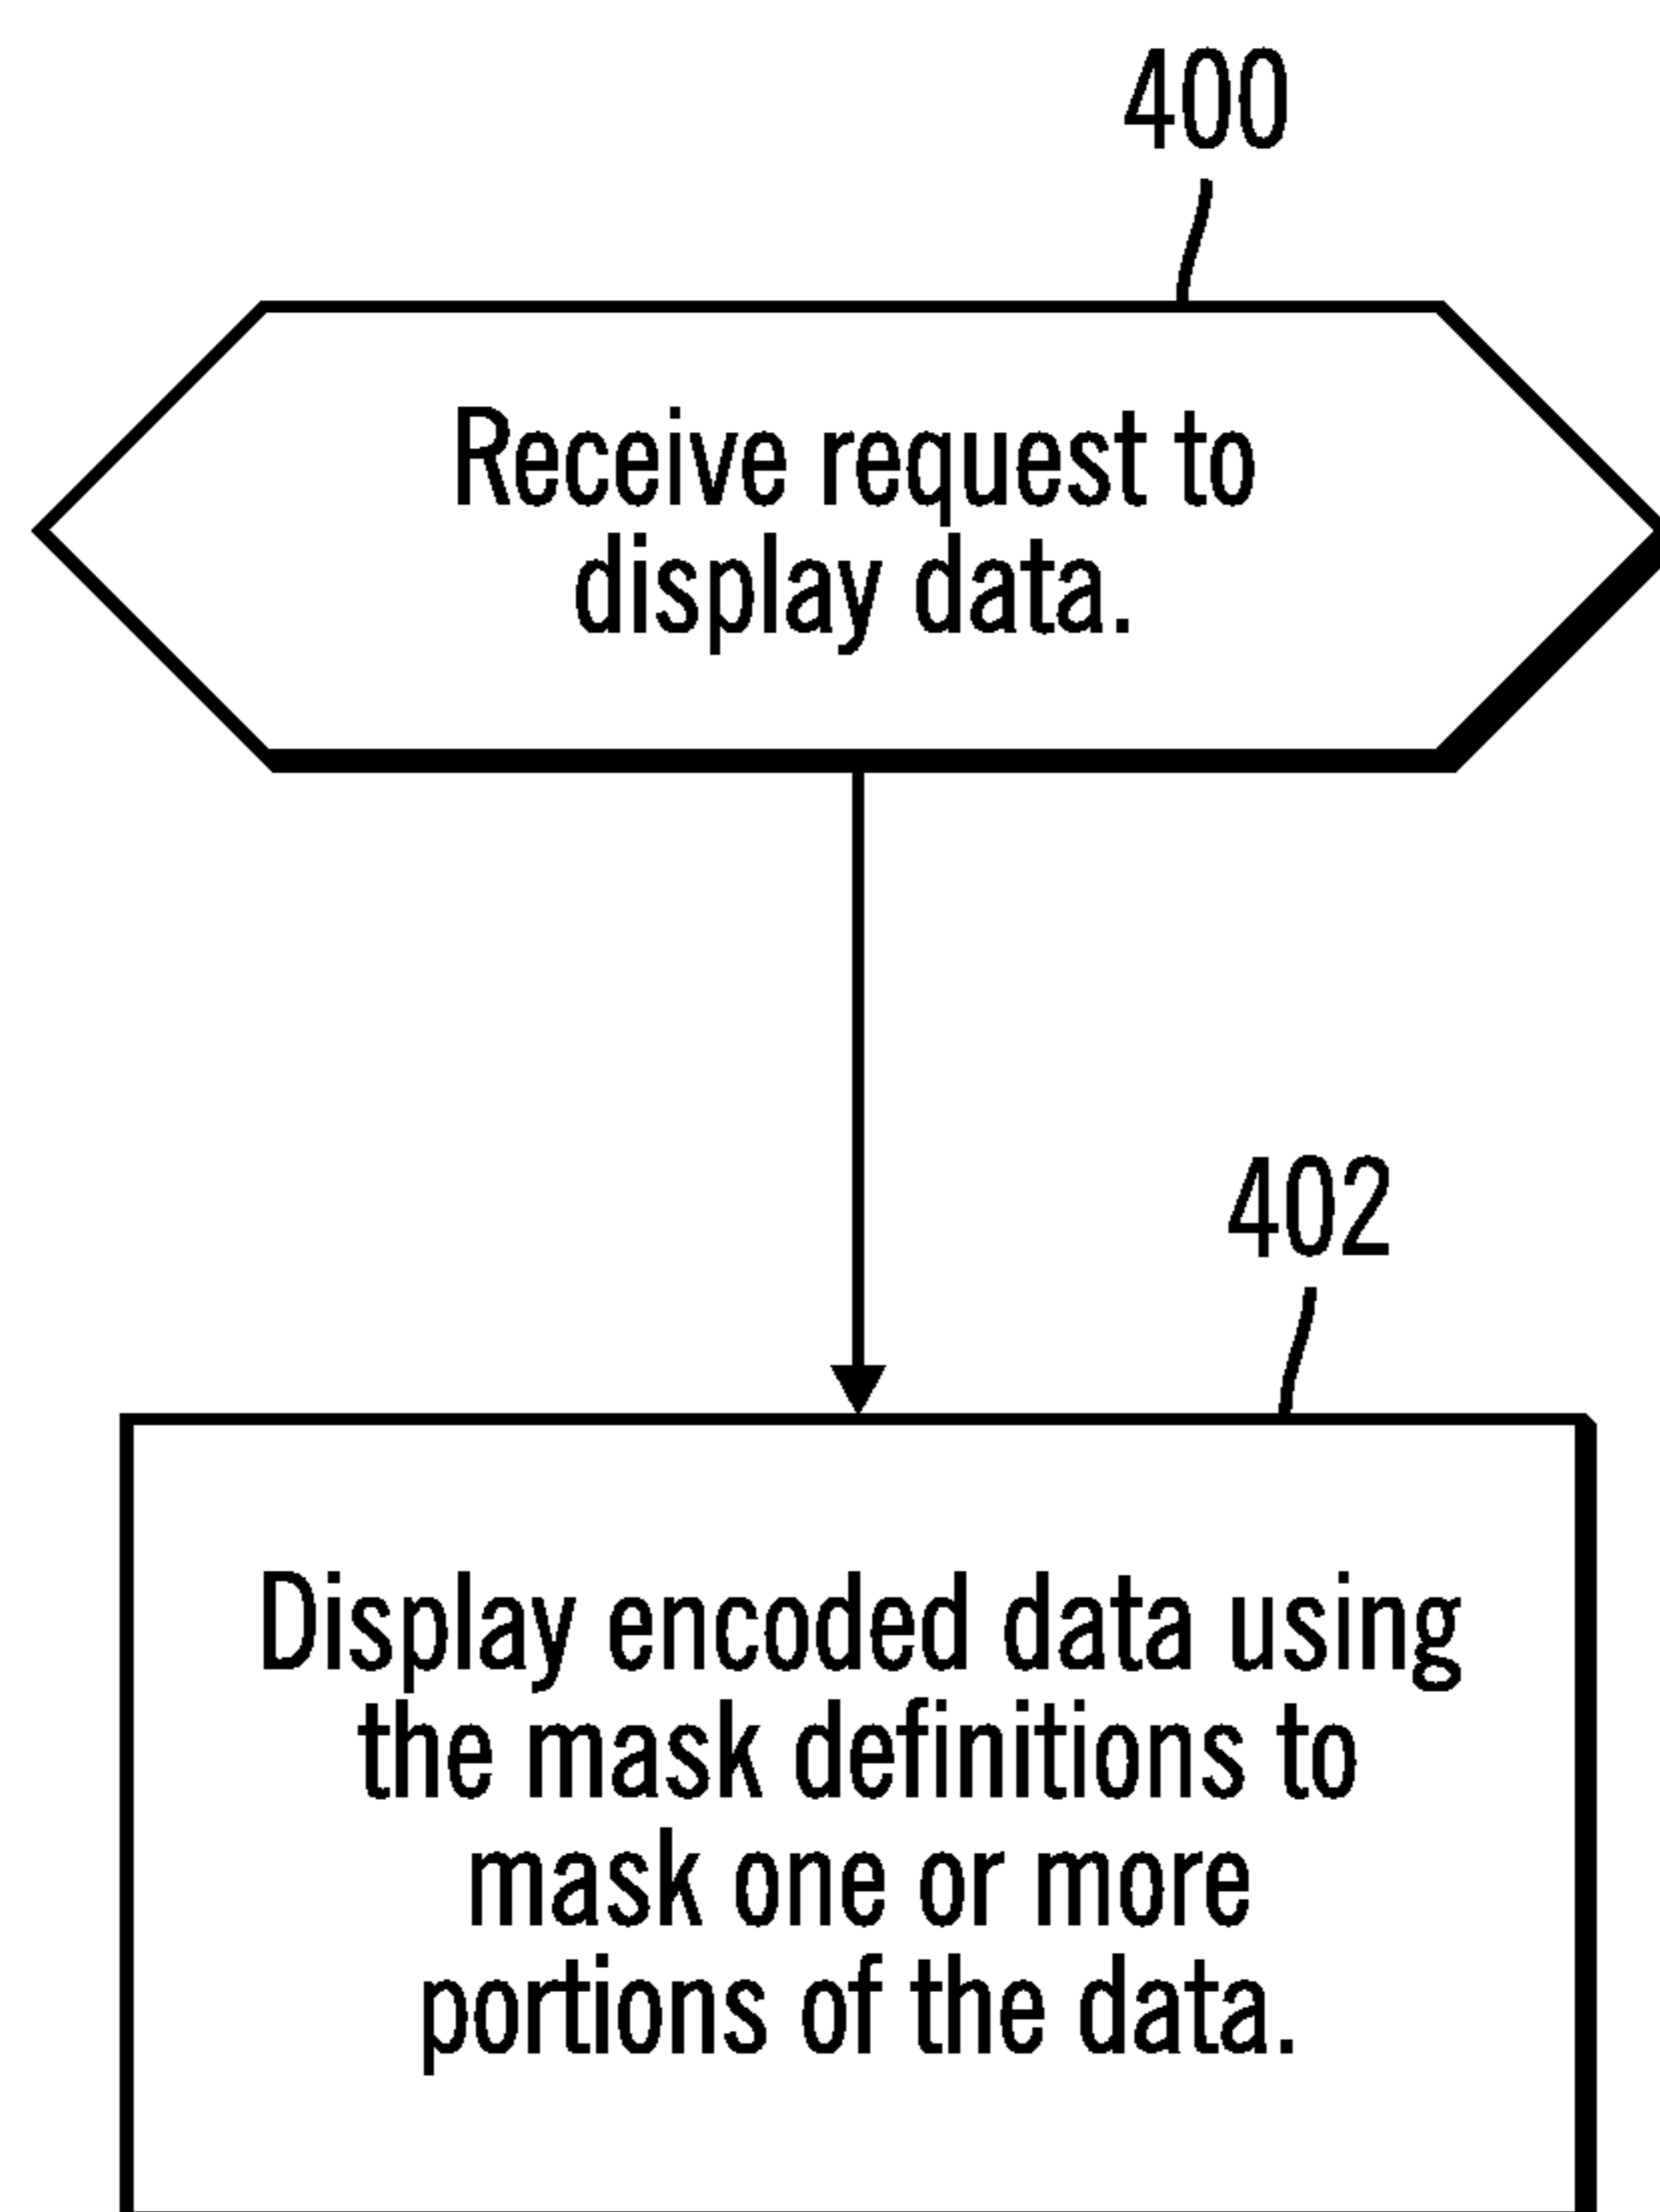 400
Receive request to
display data.
402
Display encoded data using
the mask definitions to
mask one or more
portions of the data.